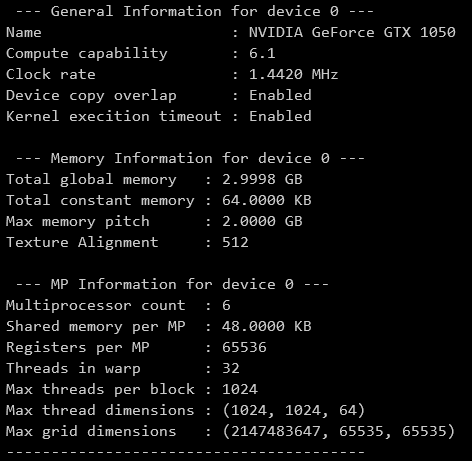 --- General Information for device 0 ---
Name                     : NVIDIA GeForce GTX 1050
Compute capability       : 6.1
Clock rate               : 1.4420 MHz
Device copy overlap      : Enabled
Kernel execition timeout : Enabled
--- Memory Information for device 0 ---
Total global memory   : 2.9998 GB
Total constant memory : 64.0000 KB
Max memory pitch      : 2.0000 GB
Texture Alignment     : 512
--- MP Information for device 0 ---
Multiprocessor count  : 6
Shared memory per MP  : 48.0000 KB
Registers per MP      : 65536
Threads in warp       : 32
Max threads per block : 1024
Max thread dimensions : (1024, 1024, 64)
Max grid dimensions   : (2147483647, 65535, 65535)
----------------------------------------